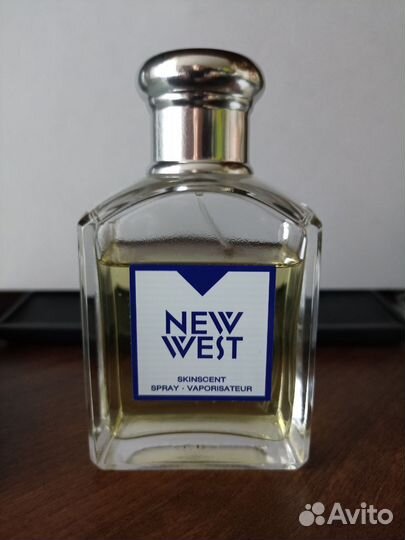 NEW
WEST
SKINSCENT
SPRAY · VAPORISATEUR
Avito